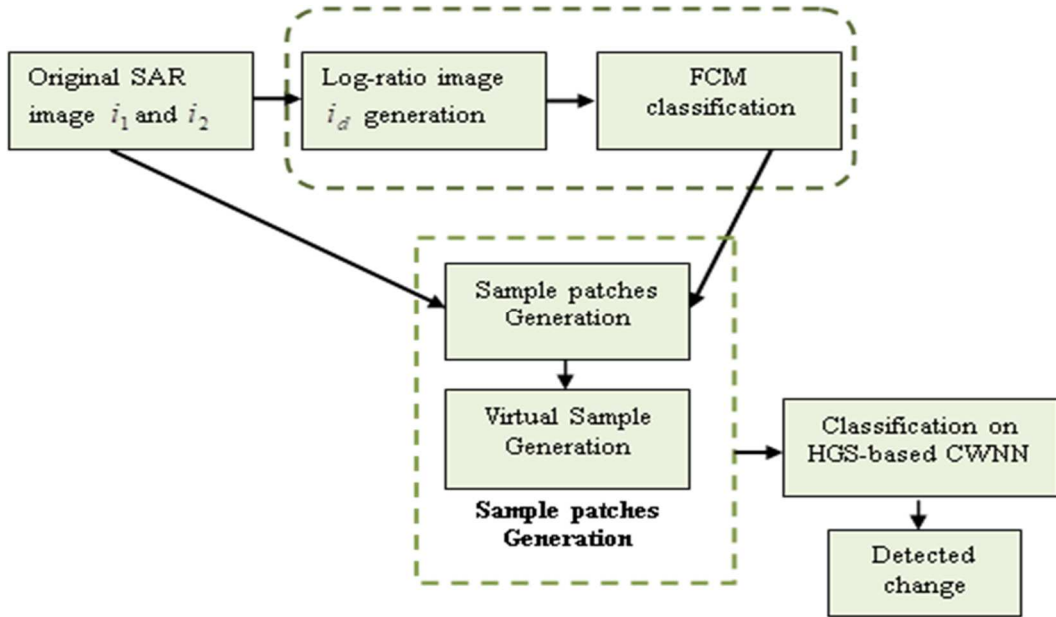 Original SAR
image i₁ and i₂
Log-ratio image
i_d generation
FCM
classification
Sample patches
Generation
Virtual Sample
Generation
Sample patches
Generation
Classification on
HGS-based CWNN
Detected
change